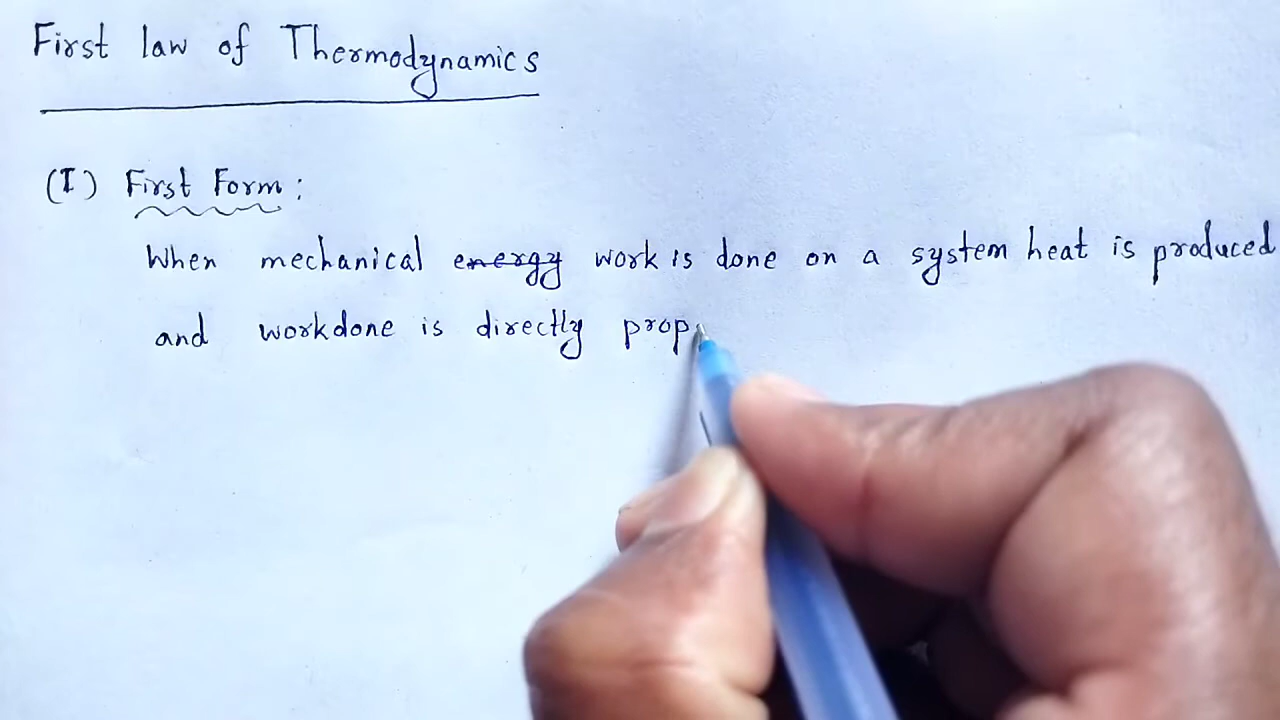 First law of Thermodynamics
(I) First Form :
When mechanical energy work is done on a system heat is produced
and workdone is directly prop